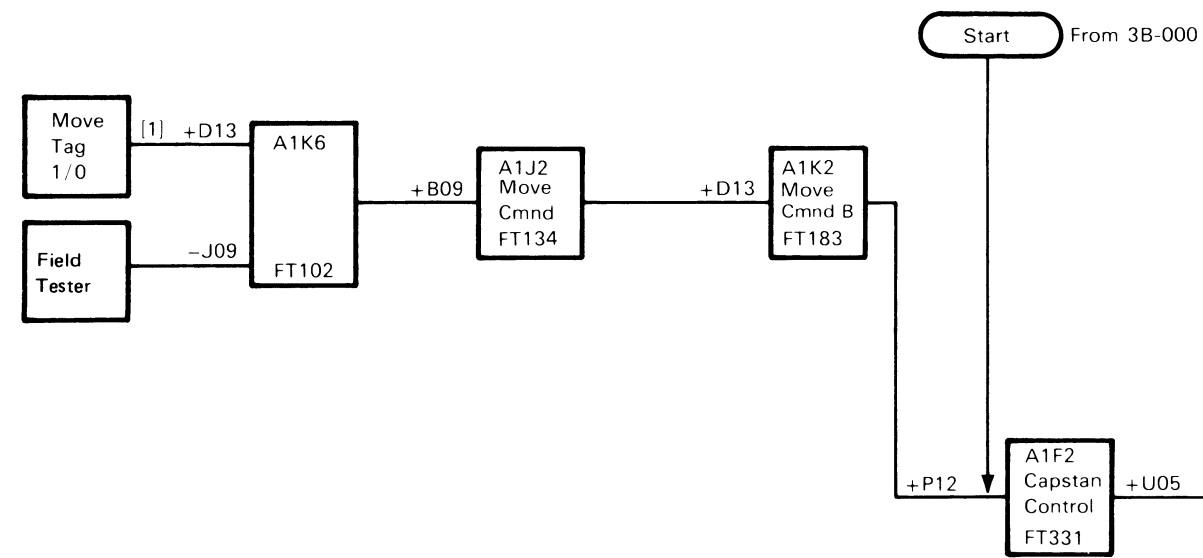 Start
From 3B-000
Move
Tag
1/0
[1]
+D13
A1K6
FT102
Field
Tester
-J09
+B09
A1J2
Move
Cmnd
FT134
+D13
A1K2
Move
Cmnd B
FT183
+P12
A1F2
Capstan
Control
FT331
+U05